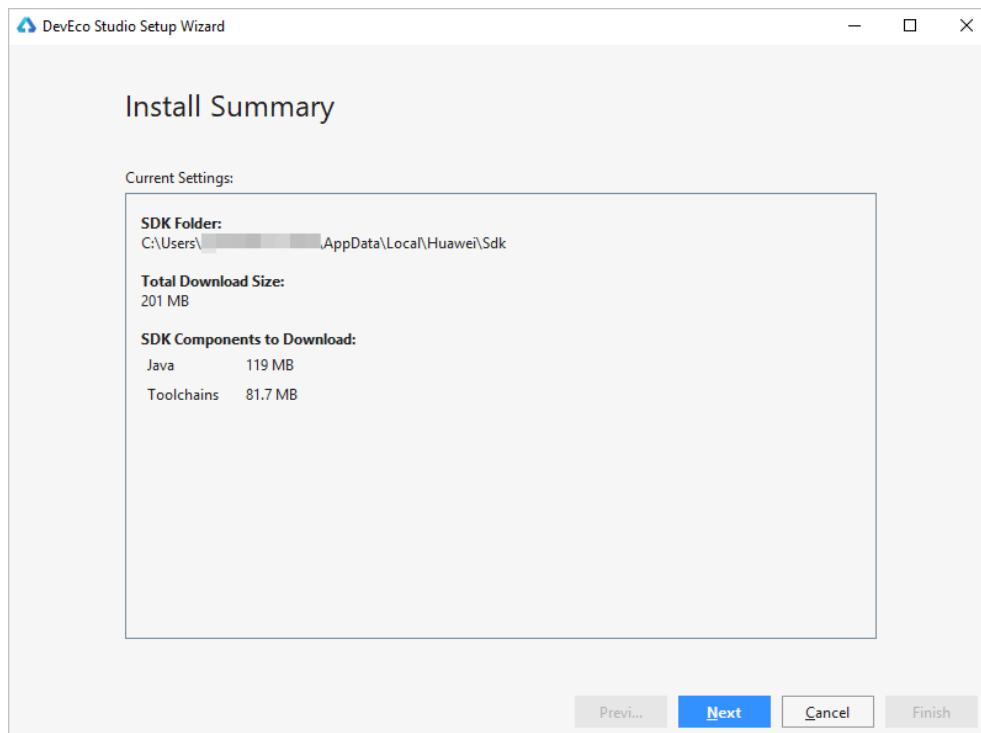 DevEco Studio Setup Wizard
Install Summary
Current Settings:
SDK Folder:
C:\Users\ \AppData\Local\Huawei\Sdk
Total Download Size:
201 MB
SDK Components to Download:
Java 119 MB
Toolchains 81.7 MB
Previ... Next Cancel Finish